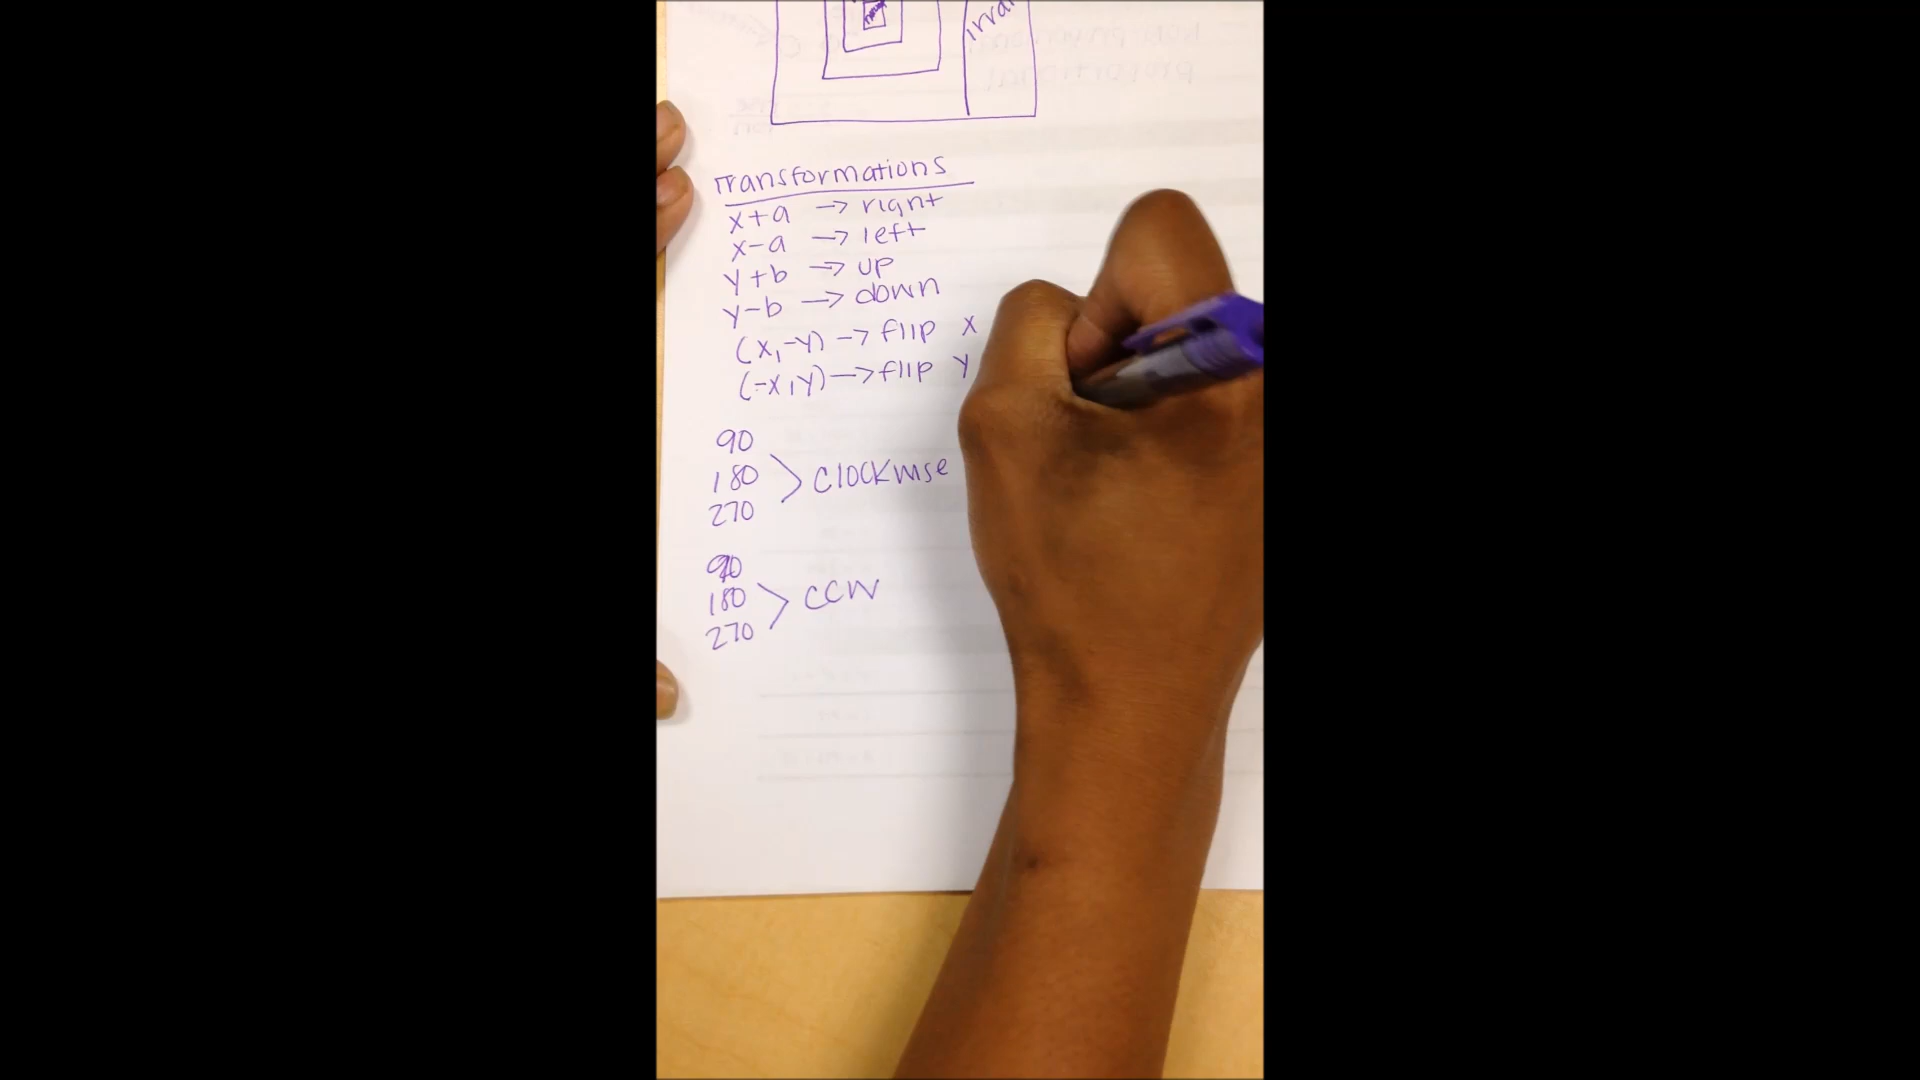 Transformations
x+a → right
x-a → left
y+b → up
y-b → down
(x,-y) → flip x
(-x,y) → flip y
90
180 > clockwise
270
90
180 > CCW
270